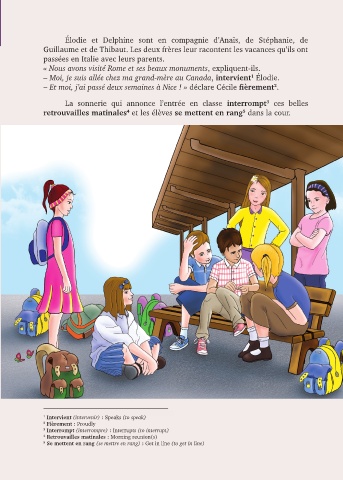 Élodie et Delphine sont en compagnie d'Anaïs, de Stéphanie, de
Guillaume et de Thibaut. Les deux frères leur racontent les vacances qu'ils ont
passées en Italie avec leurs parents.
« Nous avons visité Rome et ses beaux monuments, expliquent-ils.
– Moi, je suis allée chez ma grand-mère au Canada, intervient¹ Élodie.
– Et moi, j'ai passé deux semaines à Nice ! » déclare Cécile fièrement².
La sonnerie qui annonce l'entrée en classe interrompt³ ces belles
retrouvailles matinales⁴ et les élèves se mettent en rang⁵ dans la cour.
¹ Intervient (intervenir) : Speaks (to speak)
² Fièrement : Proudly
³ Interrompt (interrompre) : Interrupts (to interrupt)
⁴ Retrouvailles matinales : Morning reunion(s)
⁵ Se mettent en rang (se mettre en rang) : Get in line (to get in line)